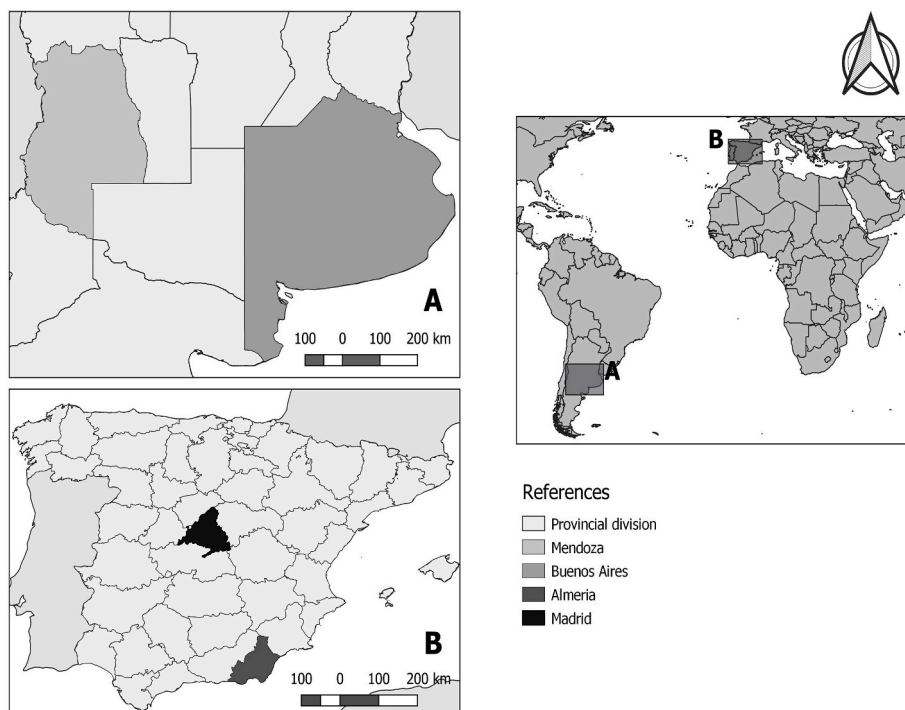 A
100 0 100 200 km
B
100 0 100 200 km
B
A
References
Provincial division
Mendoza
Buenos Aires
Almeria
Madrid